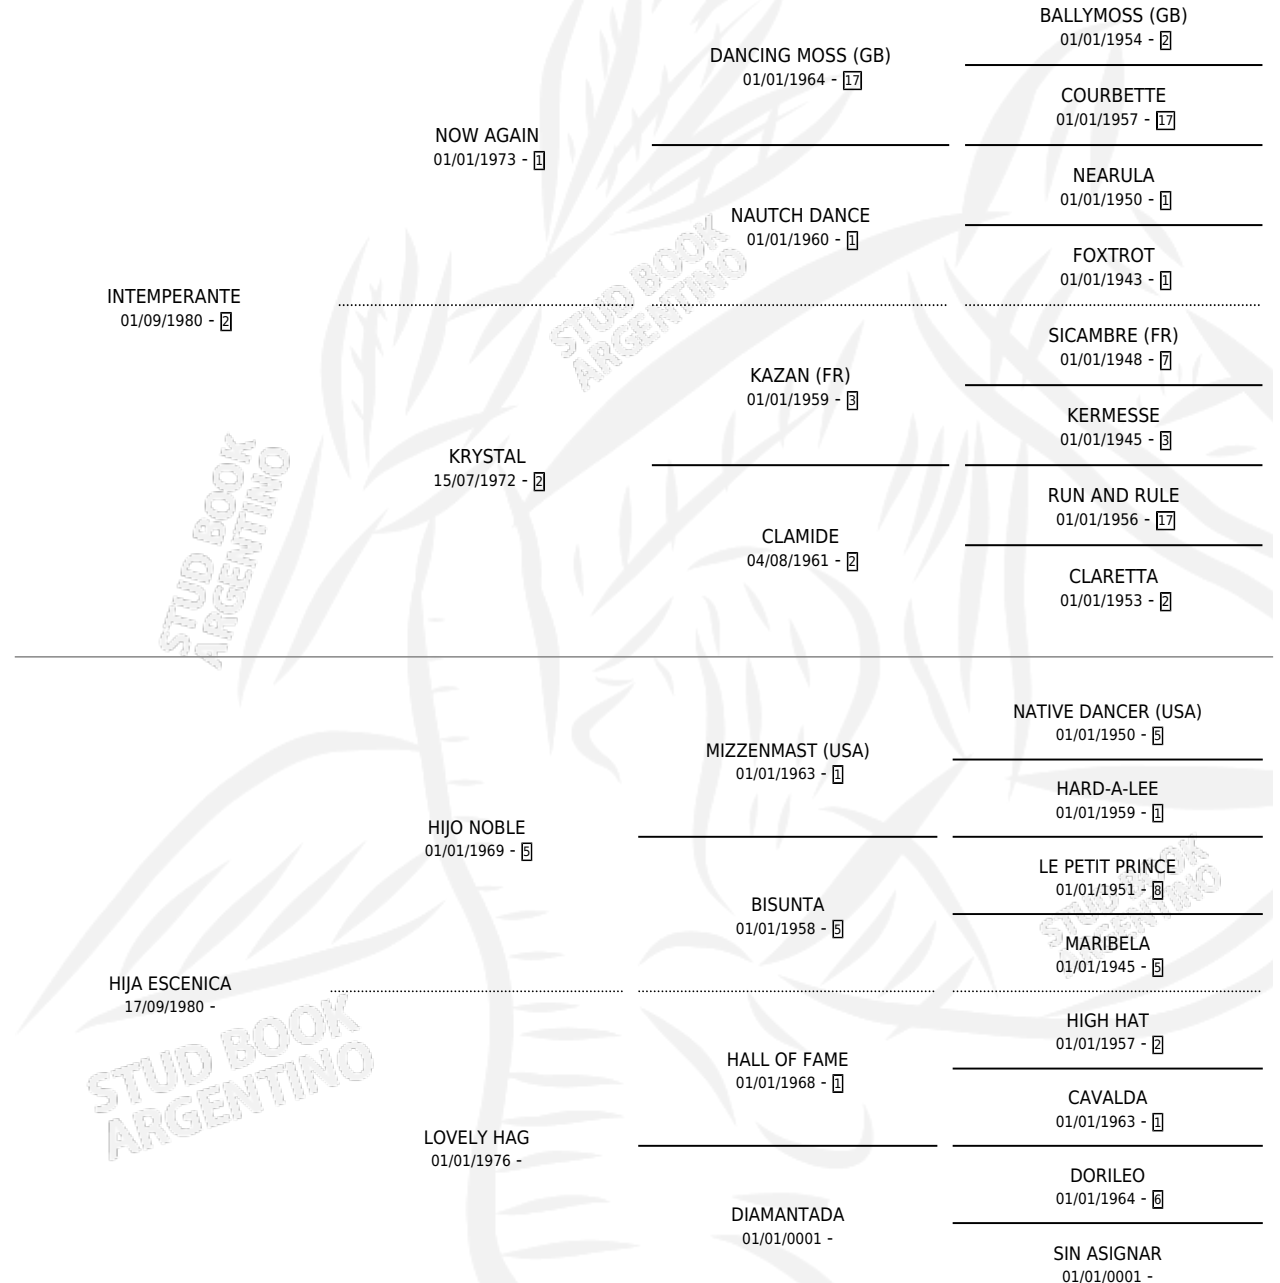 BALLYMOSS (GB)
01/01/1954 - 2
DANCING MOSS (GB)
01/01/1964 - 17
COURBETTE
01/01/1957 - 17
NOW AGAIN
01/01/1973 - 1
NEARULA
01/01/1950 - 1
NAUTCH DANCE
01/01/1960 - 1
FOXTROT
01/01/1943 - 1
INTEMPERANTE
01/09/1980 - 2
STUD BOOK
ARGENTINO
SICAMBRE (FR)
01/01/1948 - 7
KAZAN (FR)
01/01/1959 - 3
KERMESSE
01/01/1945 - 3
KRYSTAL
15/07/1972 - 2
RUN AND RULE
01/01/1956 - 17
CLAMIDE
04/08/1961 - 2
CLARETTA
01/01/1953 - 2
STUD BOOK
ARGENTINO
NATIVE DANCER (USA)
01/01/1950 - 5
MIZZENMAST (USA)
01/01/1963 - 1
HARD-A-LEE
01/01/1959 - 1
HIJO NOBLE
01/01/1969 - 5
LE PETIT PRINCE
01/01/1951 - 8
BISUNTA
01/01/1958 - 5
STUD BOOK
ARGENTINO
MARIBELA
01/01/1945 - 5
HIJA ESCENICA
17/09/1980 -
HIGH HAT
01/01/1957 - 2
HALL OF FAME
01/01/1968 - 1
STUD BOOK
ARGENTINO
CAVALDA
01/01/1963 - 1
LOVELY HAG
01/01/1976 -
DORILEO
01/01/1964 - 6
DIAMANTADA
01/01/0001 -
SIN ASIGNAR
01/01/0001 -